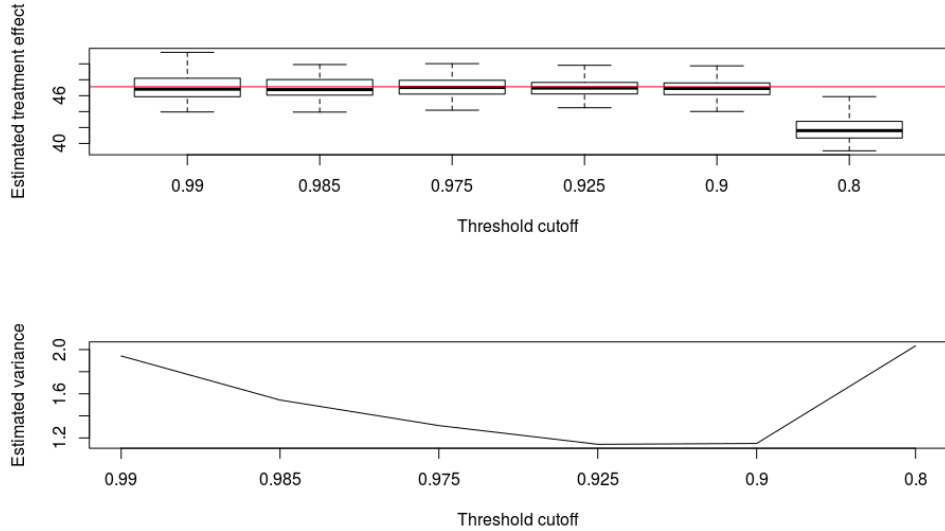 Estimated treatment effect
46
40
0.99 0.985 0.975 0.925 0.9 0.8
Threshold cutoff
Estimated variance
2.0
1.6
1.2
0.99 0.985 0.975 0.925 0.9 0.8
Threshold cutoff